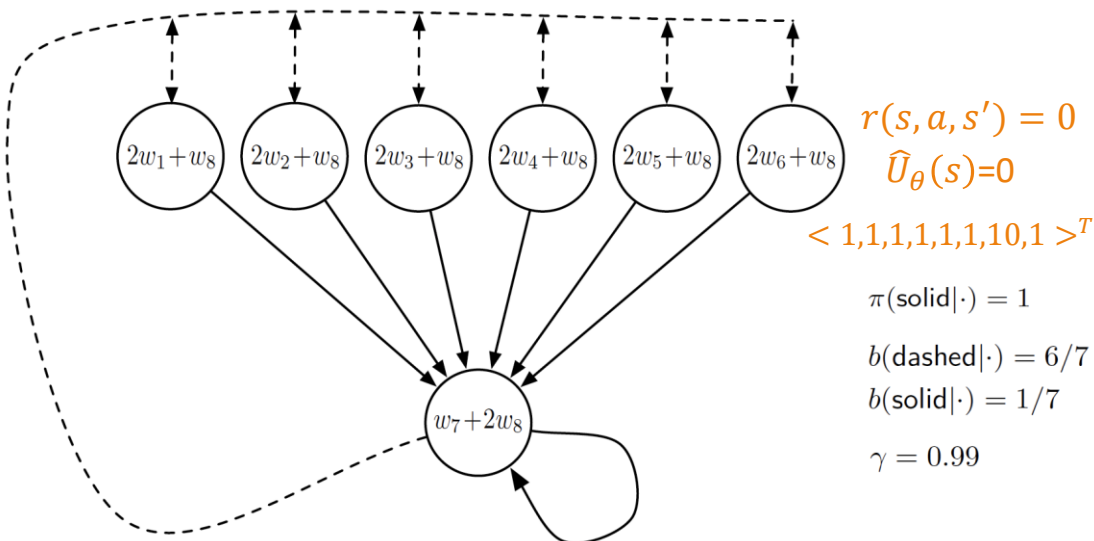 2w₁+w₈
2w₂+w₈
2w₃+w₈
2w₄+w₈
2w₅+w₈
2w₆+w₈
w₇+2w₈
r(s, a, s′) = 0
Û_θ(s)=0
< 1,1,1,1,1,1,10,1 >ᵀ
π(solid|·) = 1
b(dashed|·) = 6/7
b(solid|·) = 1/7
γ = 0.99